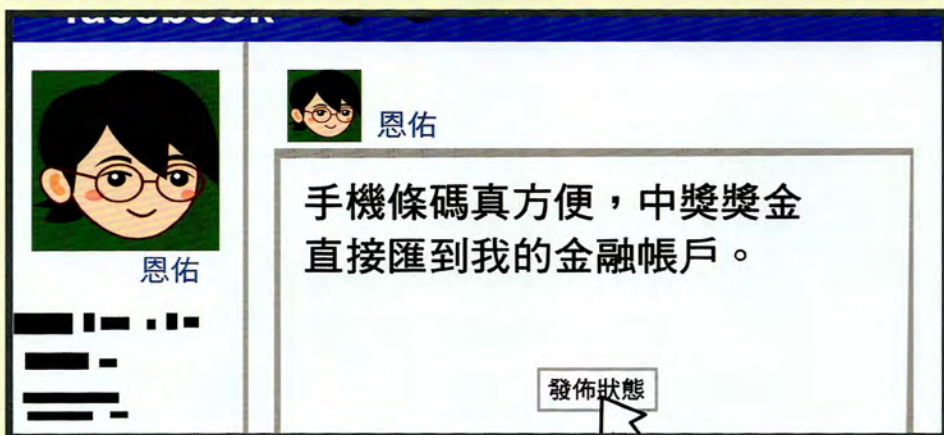 facebook
恩佑
恩佑
手機條碼真方便，中獎獎金
直接匯到我的金融帳戶。
發佈狀態